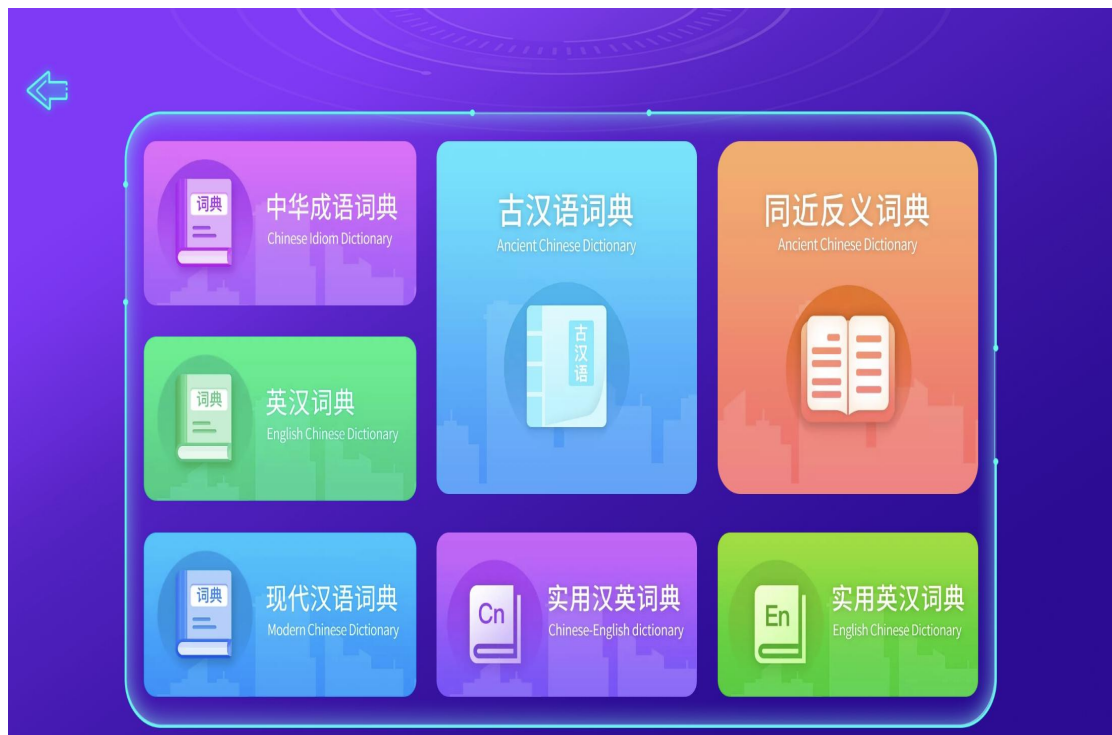 词典
中华成语词典
Chinese Idiom Dictionary
古汉语词典
Ancient Chinese Dictionary
古汉语
同近反义词典
Ancient Chinese Dictionary
词典
英汉词典
English Chinese Dictionary
词典
现代汉语词典
Modern Chinese Dictionary
Cn
实用汉英词典
Chinese-English dictionary
En
实用英汉词典
English Chinese Dictionary